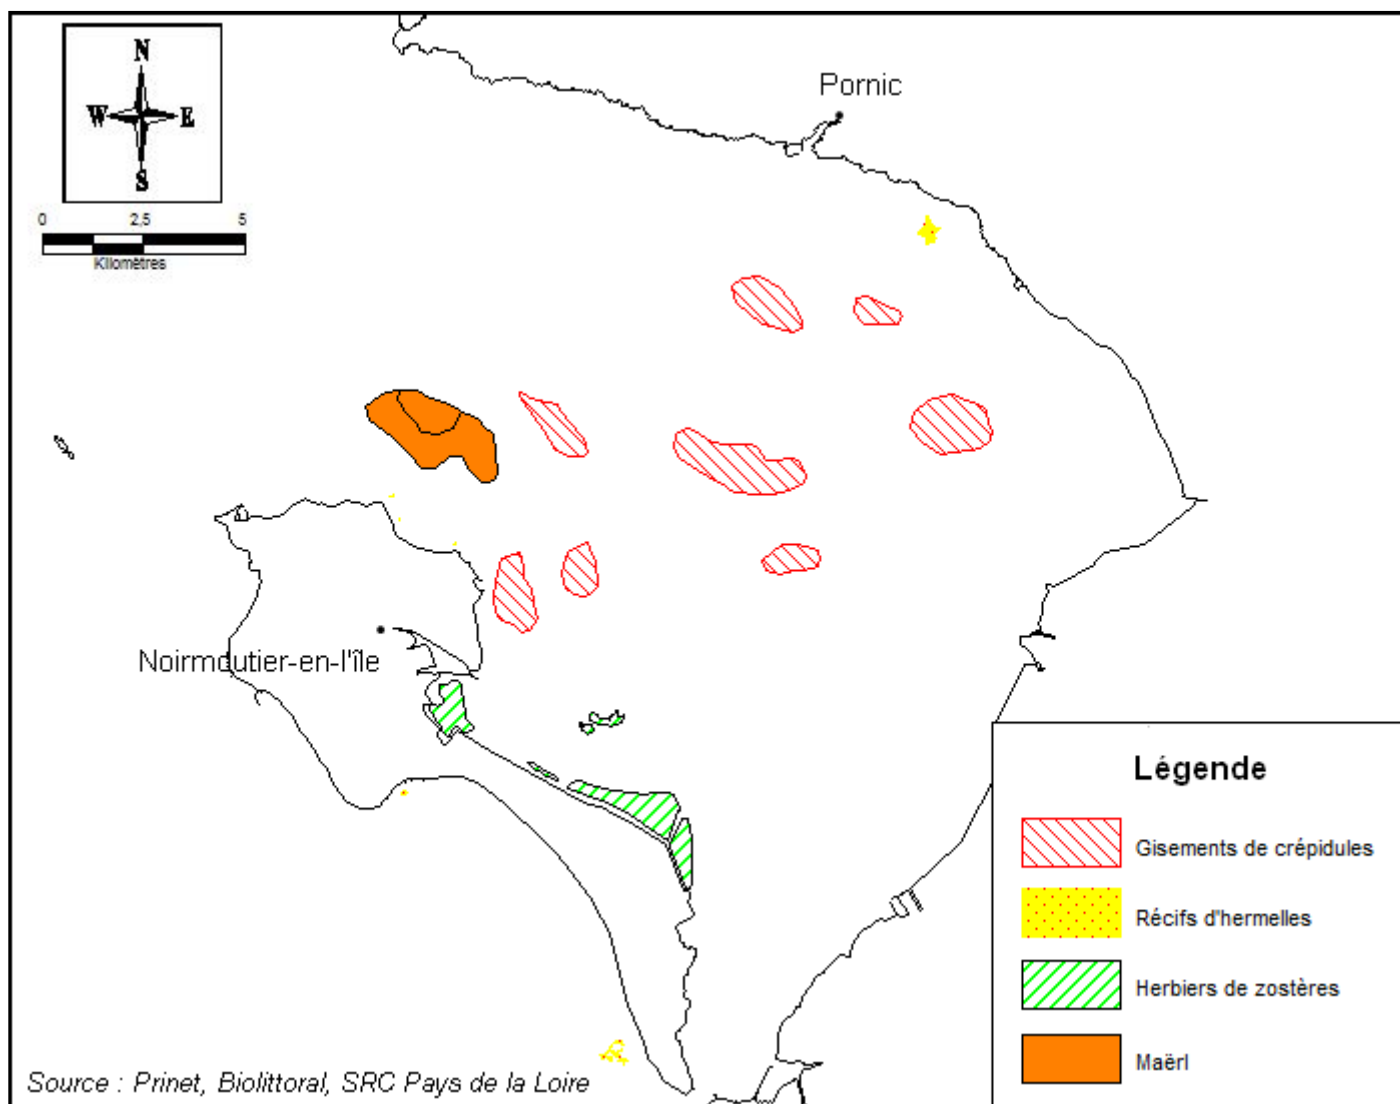 N
W E
S
0 2,5 5
Kilomètres
Pornic
Noirmoutier-en-l'île
Légende
Gisements de crépidules
Récifs d'hermelles
Herbiers de zostères
Maërl
Source : Prinet, Biolittoral, SRC Pays de la Loire